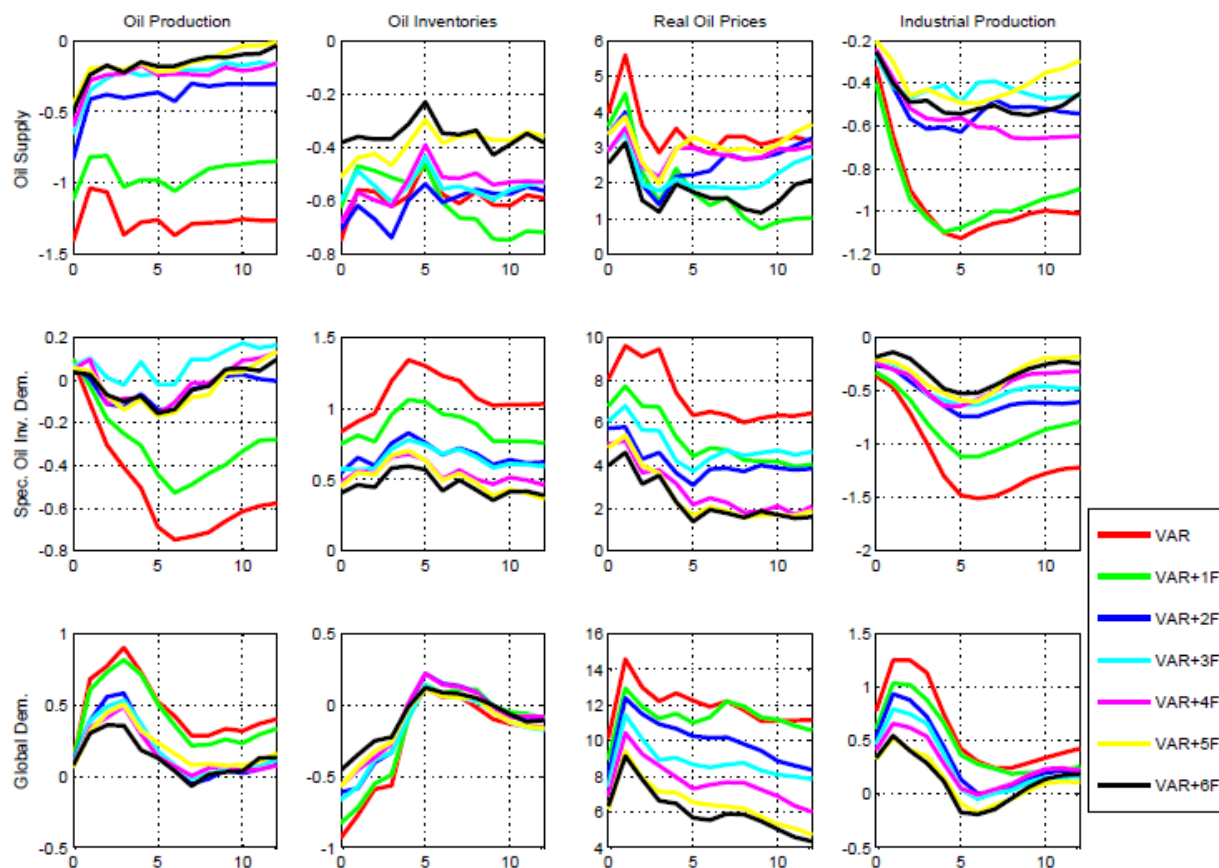 Oil Production Oil Inventories Real Oil Prices Industrial Production
Oil Supply
0 -0.5 -1 -1.5
0 5 10
0 -0.2 -0.4 -0.6 -0.8
0 5 10
6 5 4 3 2 1 0
0 5 10
-0.2 -0.4 -0.6 -0.8 -1 -1.2
0 5 10
Spec. Oil Inv. Dem.
0.2 0 -0.2 -0.4 -0.6 -0.8
0 5 10
1.5 1 0.5 0
0 5 10
10 8 6 4 2 0
0 5 10
0 -0.5 -1 -1.5 -2
0 5 10
Global Dem.
1 0.5 0 -0.5
0 5 10
0.5 0 -0.5 -1
0 5 10
16 14 12 10 8 6 4
0 5 10
1.5 1 0.5 0 -0.5
0 5 10
VAR
VAR+1F
VAR+2F
VAR+3F
VAR+4F
VAR+5F
VAR+6F